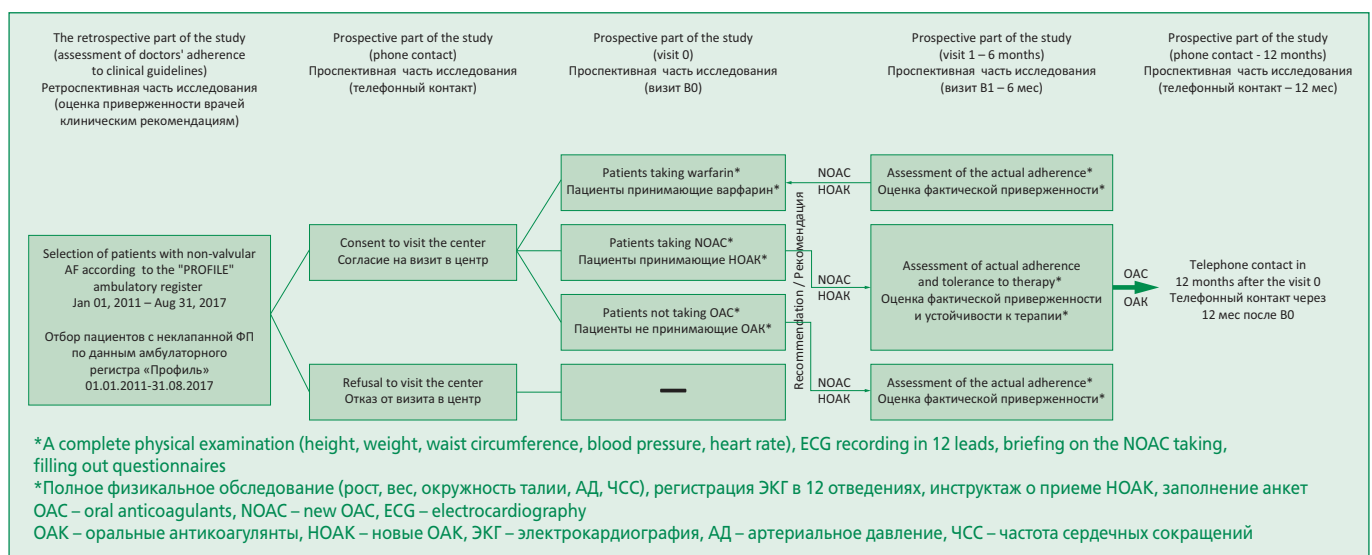 The retrospective part of the study
(assessment of doctors' adherence
to clinical guidelines)
Ретроспективная часть исследования
(оценка приверженности врачей
клиническим рекомендациям)
Prospective part of the study
(phone contact)
Проспективная часть исследования
(телефонный контакт)
Prospective part of the study
(visit 0)
Проспективная часть исследования
(визит В0)
Prospective part of the study
(visit 1 – 6 months)
Проспективная часть исследования
(визит В1 – 6 мес)
Prospective part of the study
(phone contact - 12 months)
Проспективная часть исследования
(телефонный контакт – 12 мес)
Selection of patients with non-valvular
AF according to the "PROFILE"
ambulatory register
Jan 01, 2011 – Aug 31, 2017
Отбор пациентов с неклапанной ФП
по данным амбулаторного
регистра «Профиль»
01.01.2011-31.08.2017
Consent to visit the center
Согласие на визит в центр
Refusal to visit the center
Отказ от визита в центр
Patients taking warfarin*
Пациенты принимающие варфарин*
Patients taking NOAC*
Пациенты принимающие НОАК*
Patients not taking OAC*
Пациенты не принимающие ОАК*
—
Recommendation / Рекомендация
NOAC
НОАК
NOAC
НОАК
NOAC
НОАК
Assessment of the actual adherence*
Оценка фактической приверженности*
Assessment of actual adherence
and tolerance to therapy*
Оценка фактической приверженности
и устойчивости к терапии*
Assessment of the actual adherence*
Оценка фактической приверженности*
OAC
ОАК
Telephone contact in
12 months after the visit 0
Телефонный контакт через
12 мес после В0
*A complete physical examination (height, weight, waist circumference, blood pressure, heart rate), ECG recording in 12 leads, briefing on the NOAC taking,
filling out questionnaires
*Полное физикальное обследование (рост, вес, окружность талии, АД, ЧСС), регистрация ЭКГ в 12 отведениях, инструктаж о приеме НОАК, заполнение анкет
OAC – oral anticoagulants, NOAC – new OAC, ECG – electrocardiography
ОАК – оральные антикоагулянты, НОАК – новые ОАК, ЭКГ – электрокардиография, АД – артериальное давление, ЧСС – частота сердечных сокращений